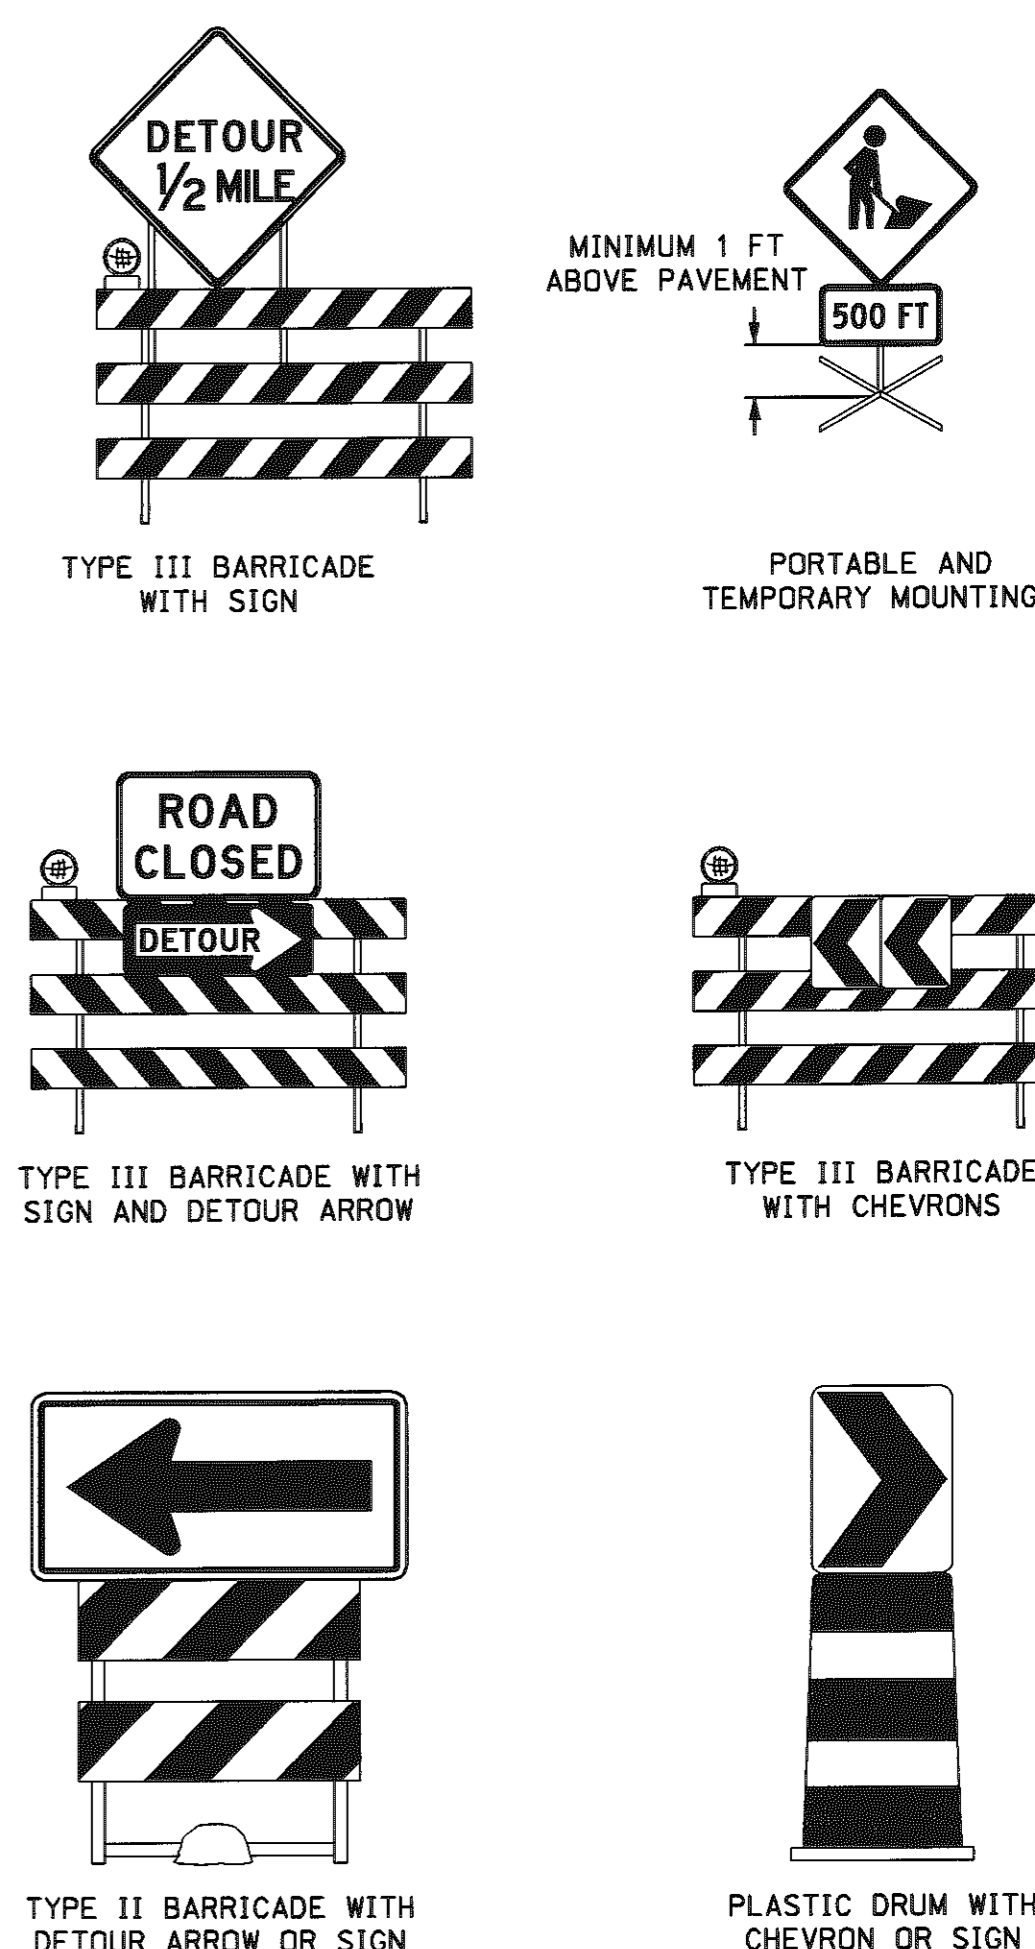 DETOUR
1/2 MILE
MINIMUM 1 FT
ABOVE PAVEMENT
500 FT
TYPE III BARRICADE
WITH SIGN
PORTABLE AND
TEMPORARY MOUNTING
ROAD
CLOSED
DETOUR
TYPE III BARRICADE WITH
SIGN AND DETOUR ARROW
TYPE III BARRICADE
WITH CHEVRONS
TYPE II BARRICADE WITH
DETOUR ARROW OR SIGN
PLASTIC DRUM WITH
CHEVRON OR SIGN